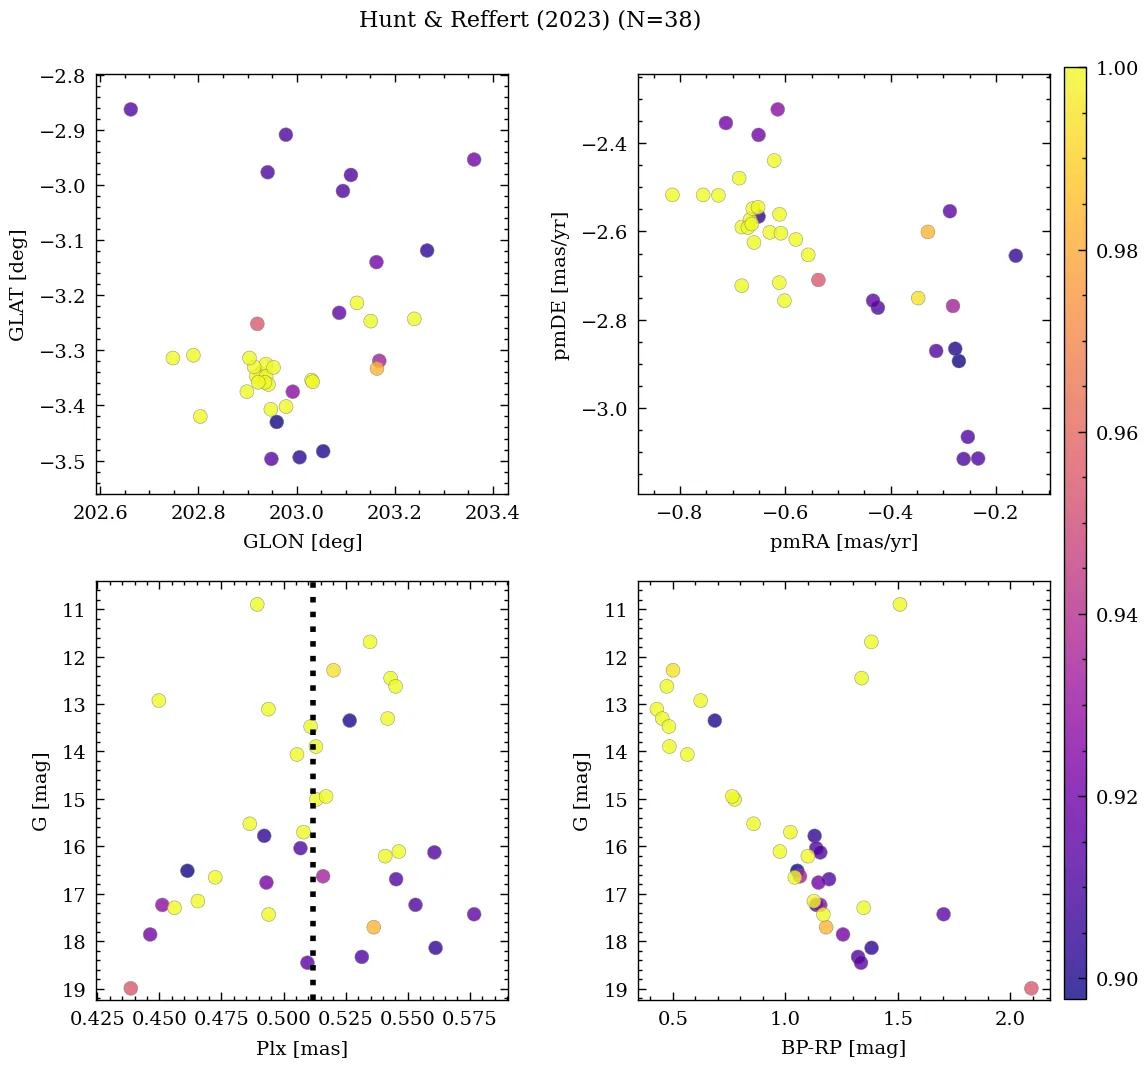 Hunt & Reffert (2023) (N=38)
−2.8
−2.9
−3.0
−3.1
−3.2
−3.3
−3.4
−3.5
GLAT [deg]
202.6 202.8 203.0 203.2 203.4
GLON [deg]
−2.4
−2.6
−2.8
−3.0
pmDE [mas/yr]
−0.8 −0.6 −0.4 −0.2
pmRA [mas/yr]
11
12
13
14
15
16
17
18
19
G [mag]
0.425 0.450 0.475 0.500 0.525 0.550 0.575
Plx [mas]
11
12
13
14
15
16
17
18
19
G [mag]
0.5 1.0 1.5 2.0
BP-RP [mag]
1.00
0.98
0.96
0.94
0.92
0.90